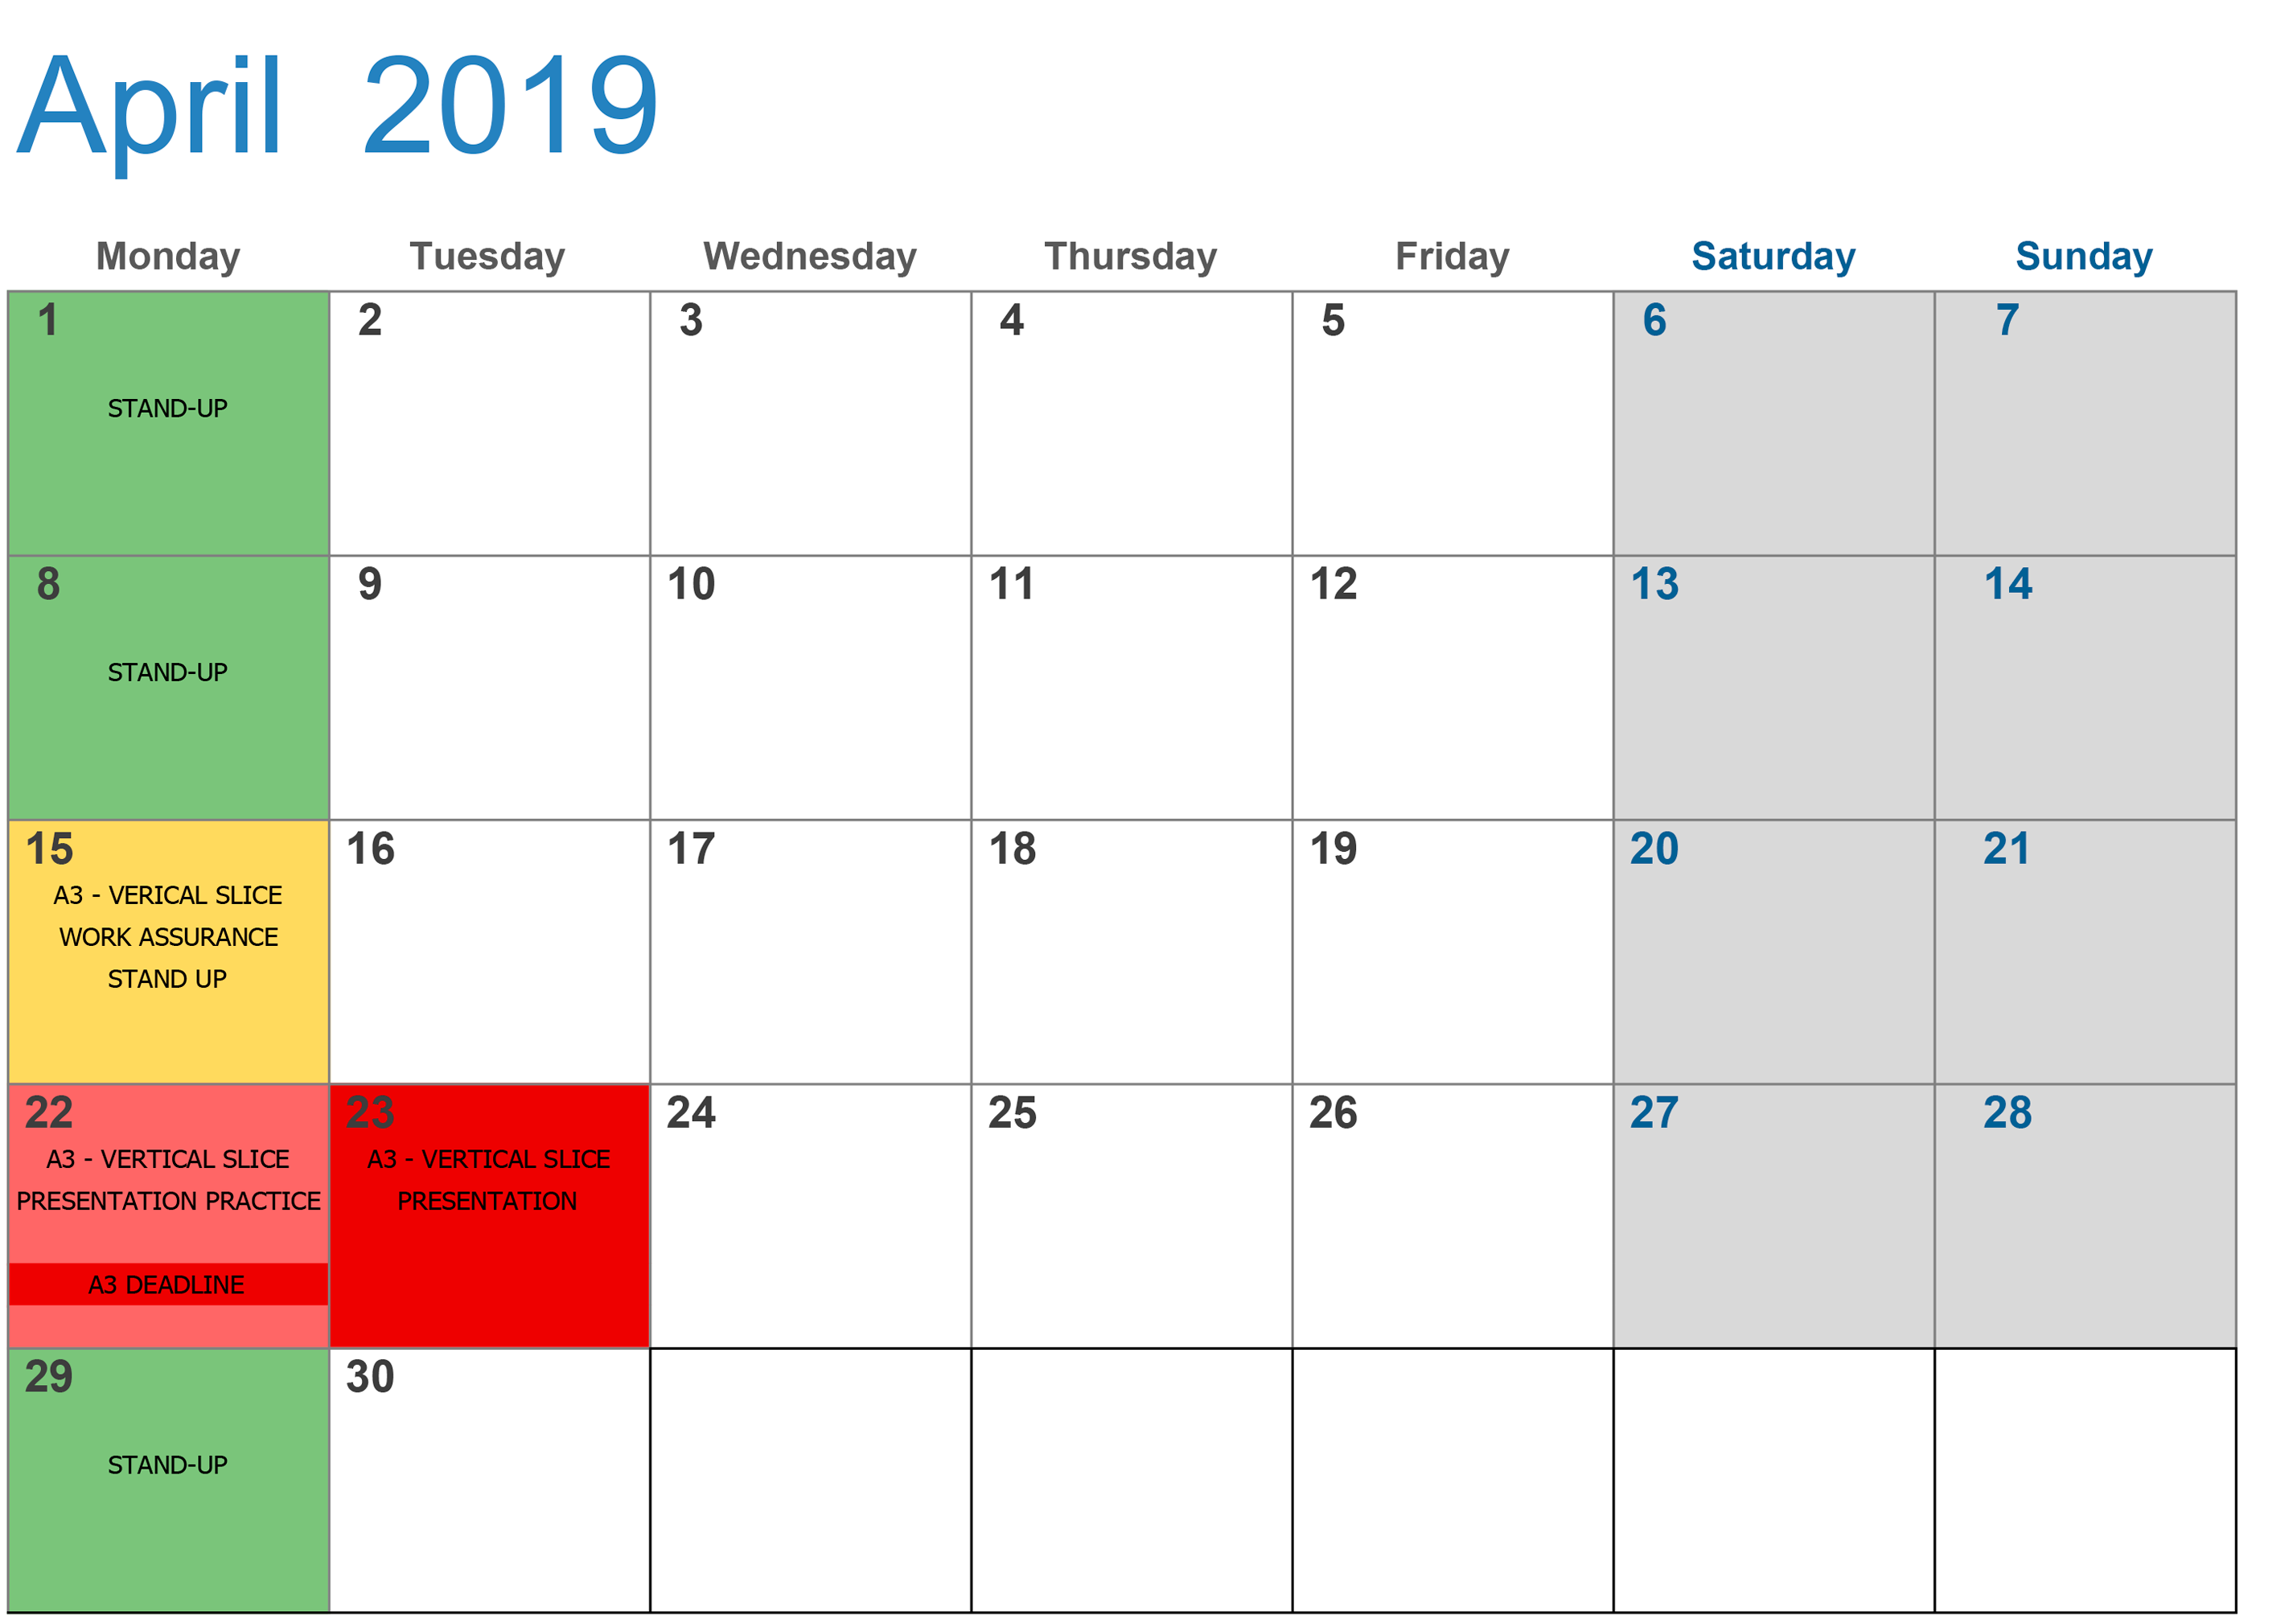 April 2019
Monday Tuesday Wednesday Thursday Friday Saturday Sunday
1 2 3 4 5 6 7
STAND-UP
8 9 10 11 12 13 14
STAND-UP
15 16 17 18 19 20 21
A3 - VERICAL SLICE
WORK ASSURANCE
STAND UP
22 23 24 25 26 27 28
A3 - VERTICAL SLICE A3 - VERTICAL SLICE
PRESENTATION PRACTICE PRESENTATION
A3 DEADLINE
29 30
STAND-UP